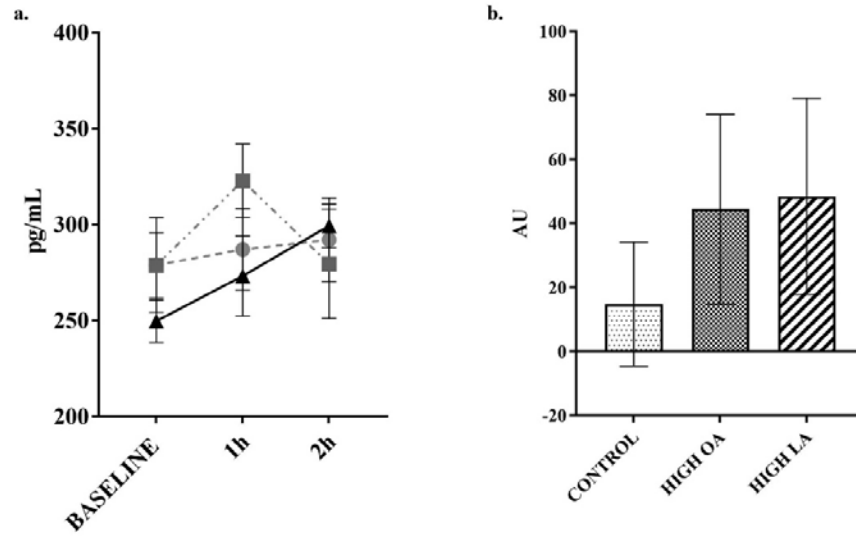 a.
400
350
300
250
200
pg/mL
BASELINE
1h
2h
b.
100
80
60
40
20
0
-20
AU
CONTROL
HIGH OA
HIGH LA